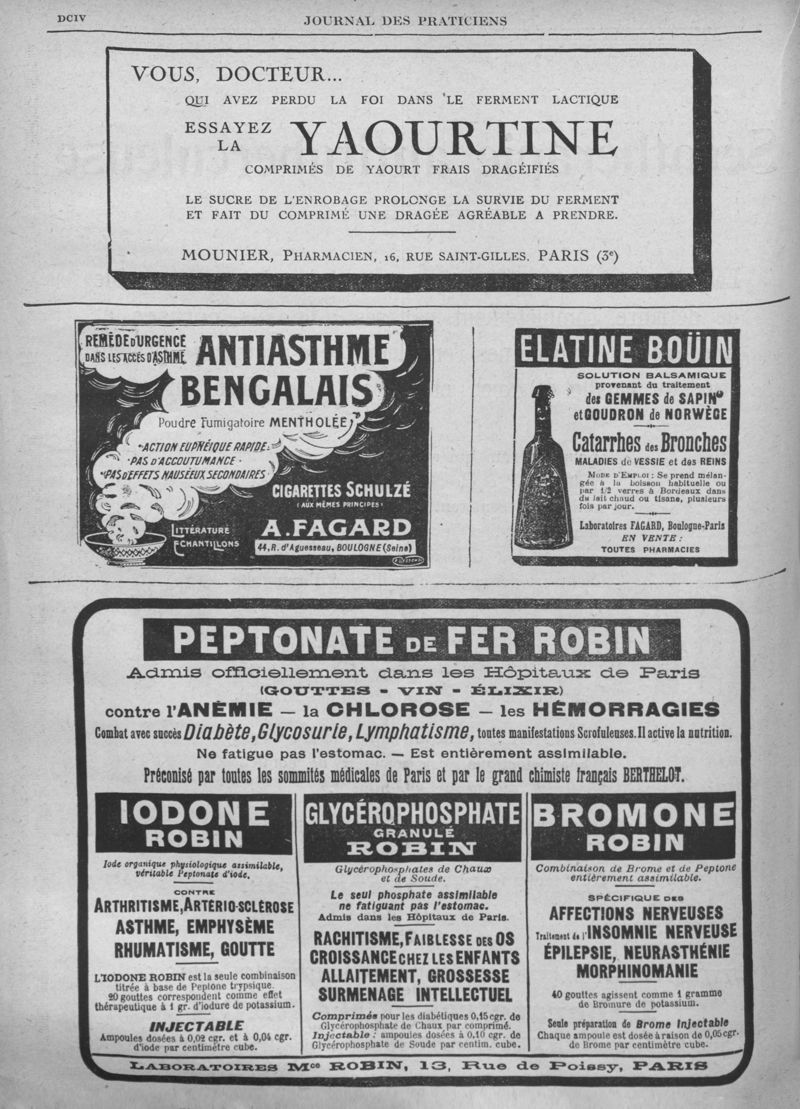 DCIV
JOURNAL DES PRATICIENS
VOUS, DOCTEUR...
QUI AVEZ PERDU LA FOI DANS LE FERMENT LACTIQUE
ESSAYEZ
LA
YAOURTINE
COMPRIMÉS DE YAOURT FRAIS DRAGÉIFIÉS
LE SUCRE DE L'ENROBAGE PROLONGE LA SURVIE DU FERMENT
ET FAIT DU COMPRIMÉ UNE DRAGÉE AGRÉABLE A PRENDRE.
MOUNIER, PHARMACIEN, 16, RUE SAINT-GILLES, PARIS (3e)
REMÈDE D'URGENCE
DANS LES ACCÈS D'ASTHME
ANTIASTHME
BENGALAIS
Poudre Fumigatoire MENTHOLÉE
•ACTION EUPNÉIQUE RAPIDE•
•PAS D'ACCOUTUMANCE•
•PAS D'EFFETS NAUSÉEUX SECONDAIRES
CIGARETTES SCHULZÉ
(AUX MÊMES PRINCIPES)
LITTÉRATURE
ECHANTILLONS
A. FAGARD
44, R. d'Aguesseau, BOULOGNE (Seine)
ELATINE BOÜIN
SOLUTION BALSAMIQUE
provenant du traitement
des GEMMES de SAPIN
et GOUDRON de NORWÈGE
Catarrhes des Bronches
MALADIES de VESSIE et des REINS
MODE D'EMPLOI : Se prend mélan-
gée à la boisson habituelle ou
par 1/2 verres à Bordeaux dans
du lait chaud ou tisane, plusieurs
fois par jour.
Laboratoires FAGARD, Boulogne-Paris
EN VENTE :
TOUTES PHARMACIES
PEPTONATE DE FER ROBIN
Admis officiellement dans les Hôpitaux de Paris
(GOUTTES - VIN - ÉLIXIR)
contre l'ANÉMIE — la CHLOROSE — les HÉMORRAGIES
Combat avec succès Diabète, Glycosurie, Lymphatisme, toutes manifestations Scrofuleuses. Il active la nutrition.
Ne fatigue pas l'estomac. — Est entièrement assimilable.
Préconisé par toutes les sommités médicales de Paris et par le grand chimiste français BERTHELOT.
IODONE
ROBIN
Iode organique physiologique assimilable,
véritable Peptonate d'iode.
CONTRE
ARTHRITISME, ARTÉRIO-SCLÉROSE
ASTHME, EMPHYSÈME
RHUMATISME, GOUTTE
L'IODONE ROBIN est la seule combinaison
titrée à base de Peptone trypsique.
20 gouttes correspondent comme effet
thérapeutique à 1 gr. d'iodure de potassium.
INJECTABLE
Ampoules dosées à 0,02 cgr. et à 0,04 cgr.
d'iode par centimètre cube.
GLYCÉROPHOSPHATE
GRANULÉ
ROBIN
Glycérophosphates de Chaux
et de Soude.
Le seul phosphate assimilable
ne fatiguant pas l'estomac.
Admis dans les Hôpitaux de Paris.
RACHITISME, FAIBLESSE DES OS
CROISSANCE CHEZ LES ENFANTS
ALLAITEMENT, GROSSESSE
SURMENAGE INTELLECTUEL
Comprimés pour les diabétiques 0,15 cgr. de
Glycérophosphate de Chaux par comprimé.
Injectable : ampoules dosées à 0,10 cgr. de
Glycérophosphate de Soude par centim. cube.
BROMONE
ROBIN
Combinaison de Brome et de Peptone
entièrement assimilable.
SPÉCIFIQUE DES
AFFECTIONS NERVEUSES
Traitement de l'INSOMNIE NERVEUSE
ÉPILEPSIE, NEURASTHÉNIE
MORPHINOMANIE
40 gouttes agissent comme 1 gramme
de Bromure de potassium.
Seule préparation de Brome Injectable
Chaque ampoule est dosée à raison de 0,05 cgr.
de Brome par centimètre cube.
LABORATOIRES Mce ROBIN, 13, Rue de Poissy, PARIS